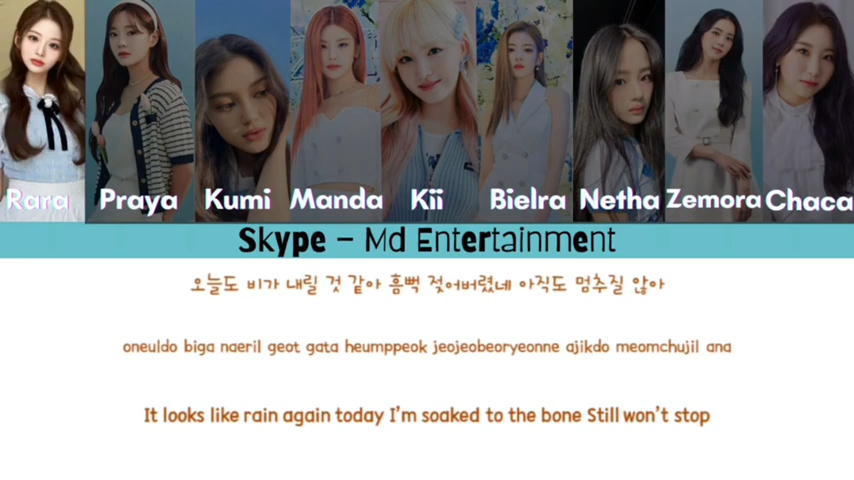 Rara Praya Kumi Manda Kii Bielra Netha Zemora Chaca
Skype – Md Entertainment
오늘도 비가 내릴 것 같아 흠뻑 젖어버렸네 아직도 멈추질 않아
oneuldo biga naeril geot gata heumppeok jeojeobeoryeonne ajikdo meomchujil ana
It looks like rain again today I'm soaked to the bone Still won't stop